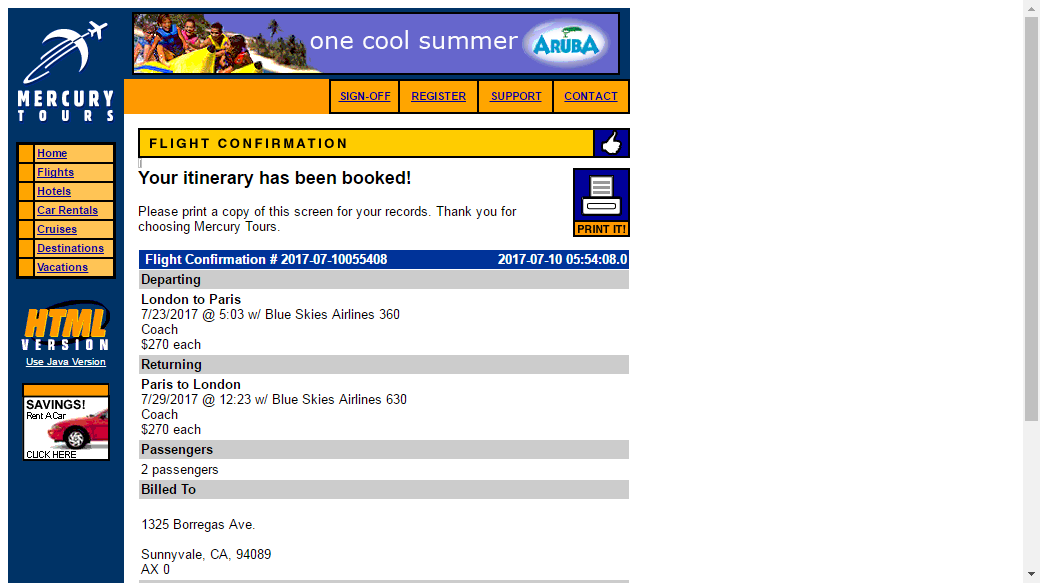 one cool summer ARUBA
MERCURY
TOURS
SIGN-OFF REGISTER SUPPORT CONTACT
FLIGHT CONFIRMATION
Home
Flights
Hotels
Car Rentals
Cruises
Destinations
Vacations
HTML
VERSION
Use Java Version
SAVINGS!
Rent A Car
CLICK HERE
Your itinerary has been booked!
Please print a copy of this screen for your records. Thank you for
choosing Mercury Tours.
PRINT IT!
Flight Confirmation # 2017-07-10055408 2017-07-10 05:54:08.0
Departing
London to Paris
7/23/2017 @ 5:03 w/ Blue Skies Airlines 360
Coach
$270 each
Returning
Paris to London
7/29/2017 @ 12:23 w/ Blue Skies Airlines 630
Coach
$270 each
Passengers
2 passengers
Billed To
1325 Borregas Ave.
Sunnyvale, CA, 94089
AX 0